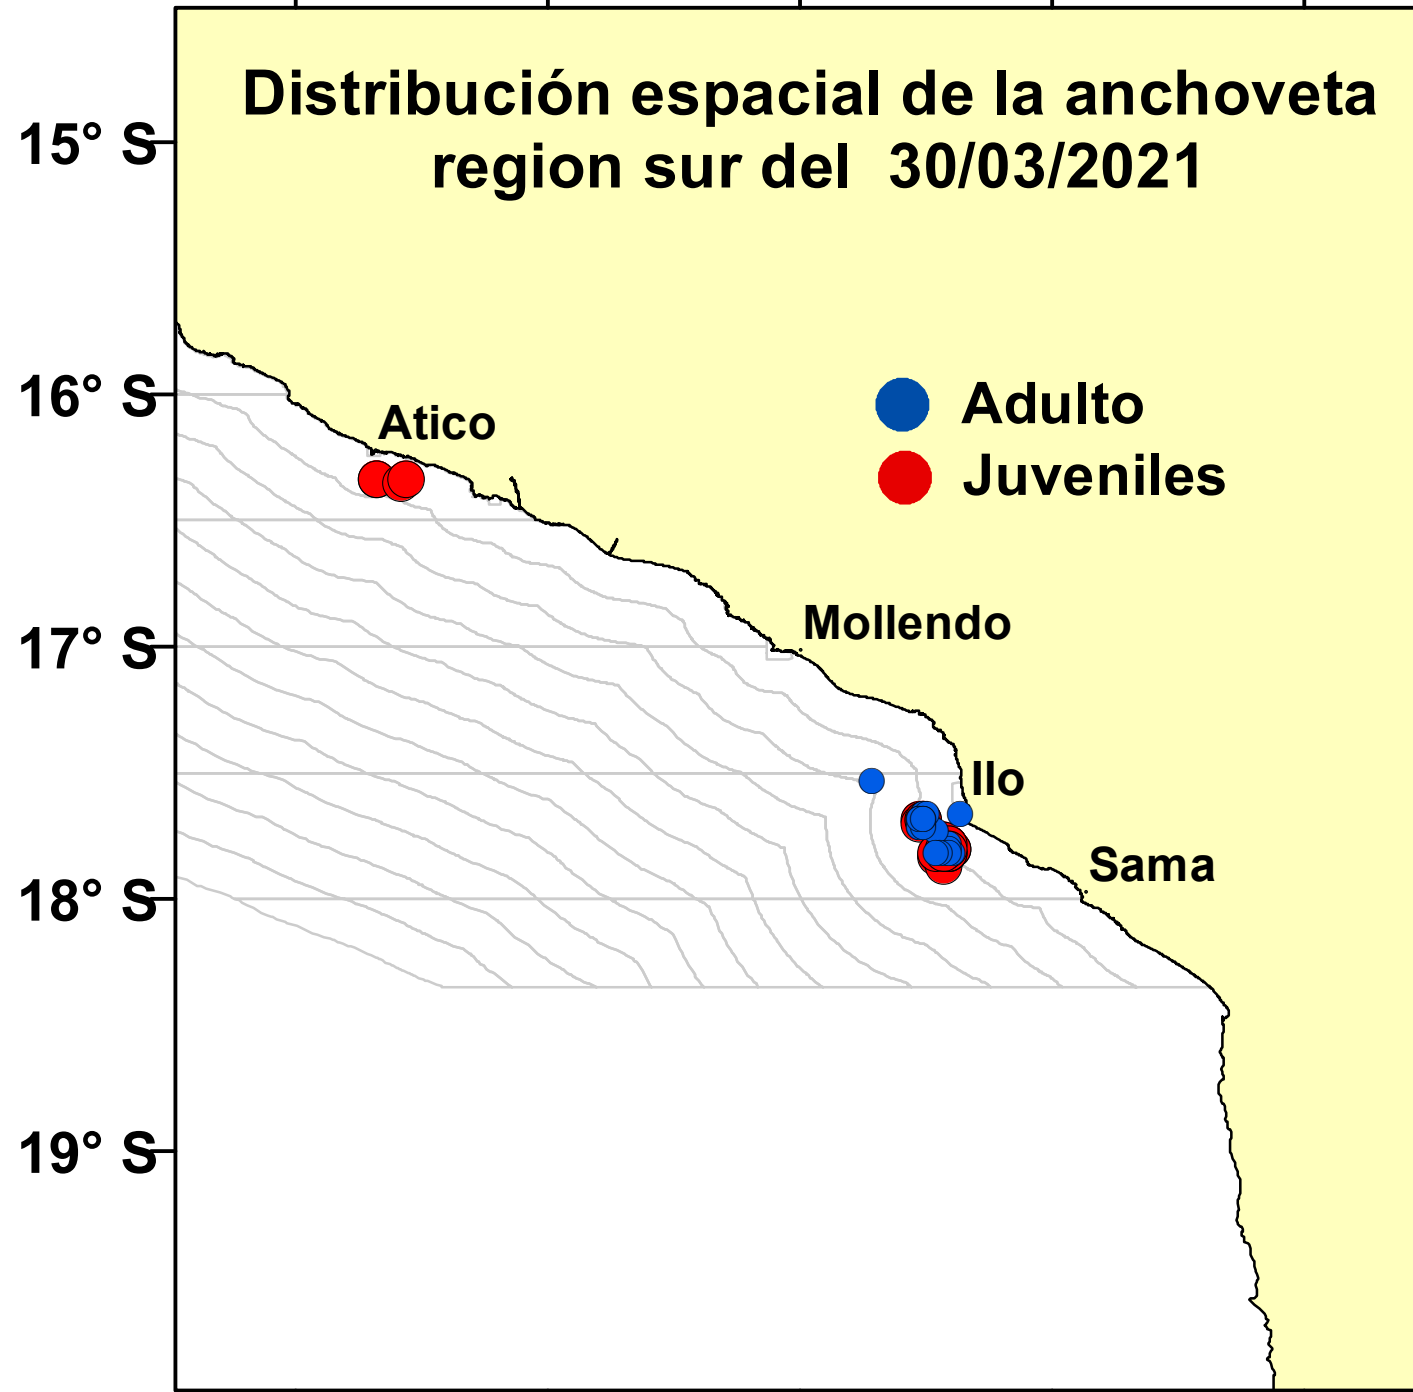 Distribución espacial de la anchoveta
region sur del 30/03/2021
15° S
16° S
Adulto
Atico
Juveniles
Mollendo
17° S
Ilo
Sama
18° S
19° S